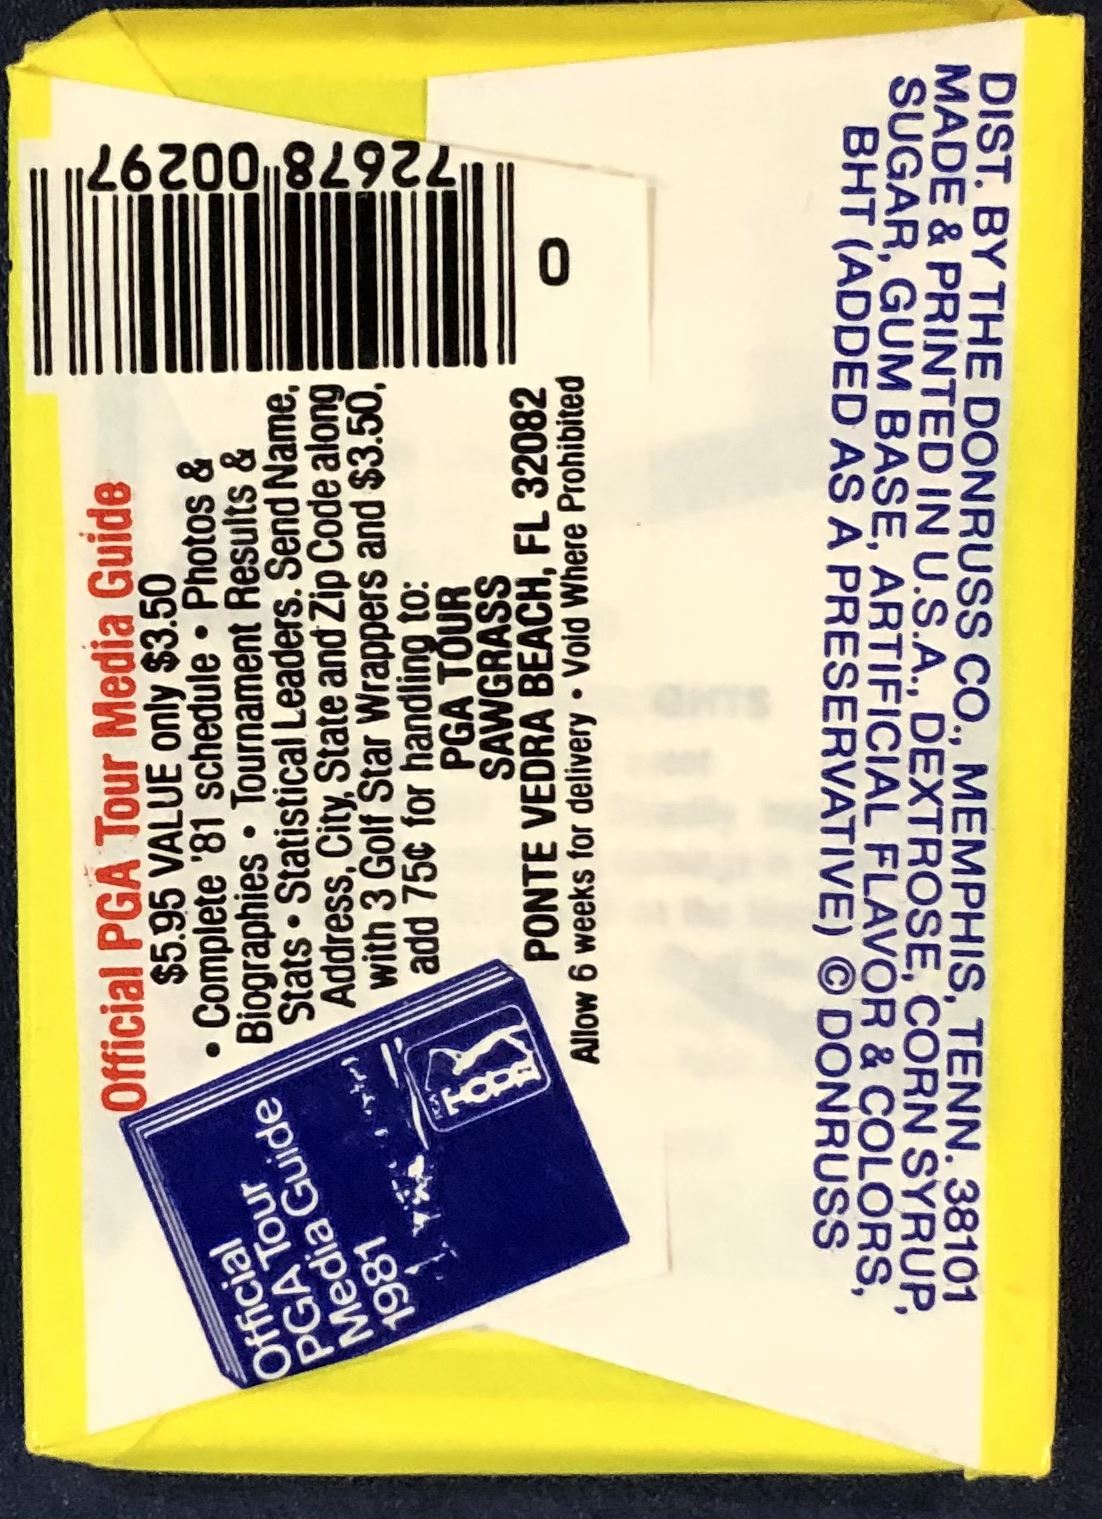 Official PGA Tour Media Guide
$5.95 VALUE only $3.50
• Complete '81 schedule • Photos &
Biographies • Tournament Results &
Stats • Statistical Leaders. Send Name,
Address, City, State and Zip Code along
with 3 Golf Star Wrappers and $3.50,
add 75¢ for handling to:
PGA TOUR
SAWGRASS
PONTE VEDRA BEACH, FL 32082
Allow 6 weeks for delivery • Void Where Prohibited
Official
PGA Tour
Media Guide
1981
PGA
TOUR
0
72678 00297
DIST. BY THE DONRUSS CO., MEMPHIS, TENN. 38101
MADE & PRINTED IN U.S.A., DEXTROSE, CORN SYRUP,
SUGAR, GUM BASE, ARTIFICIAL FLAVOR & COLORS,
BHT (ADDED AS A PRESERVATIVE) © DONRUSS